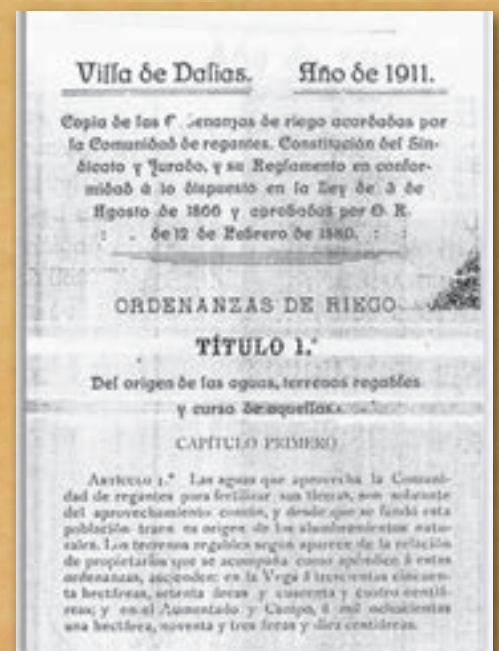 Villa de Dalias. Año de 1911.
Copia de las enanzas de riego acordadas por
la Comunidad de regantes. Constitución del Sin-
dicato y Jurado, y su Reglamento en confor-
midad á lo dispuesto en la Ley de 3 de
Agosto de 1866 y aprobadas por O. R.
de 12 de Febrero de 1880.
ORDENANZAS DE RIEGO
TÍTULO 1.º
Del origen de las aguas, terrenos regables
y curso de aquellas.
CAPÍTULO PRIMERO
Artículo 1.º Las aguas que aprovecha la Comuni-
dad de regantes para fertilizar sus tierras, son sobrante
del aprovechamiento común, y desde que se fundó esta
población traen su origen de los alumbramientos natu-
rales. Los terrenos regables según aparece de la relación
de propietarios que se acompaña como apéndice á estas
ordenanzas, ascienden: en la Vega á trescientas cincuen-
ta hectáreas, setenta áreas y cuarenta y cuatro centiá-
reas; y en el Aumentado y Campo, á mil ochocientas
una hectárea, noventa y tres áreas y diez centiáreas.